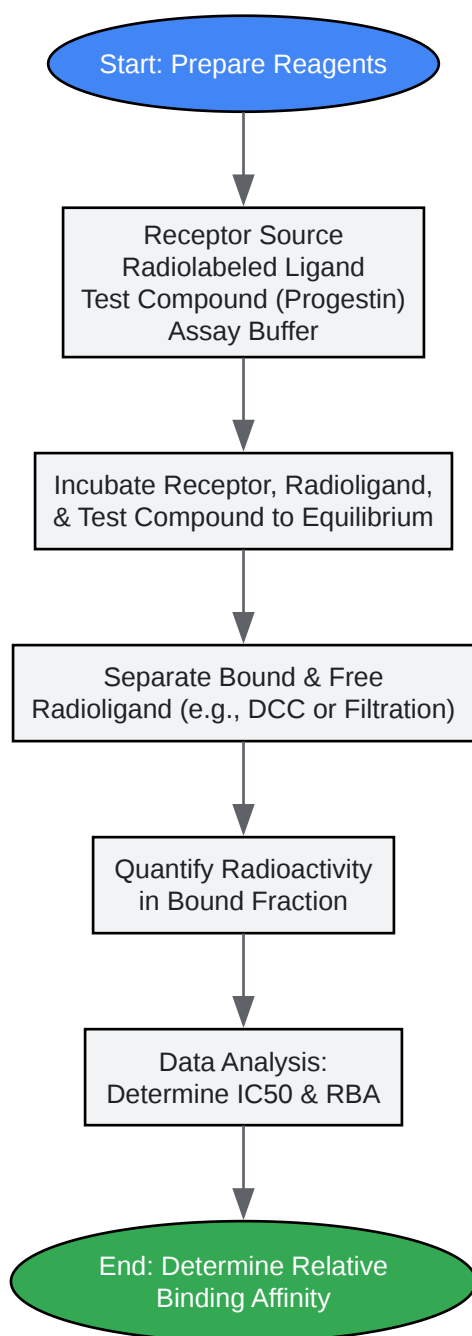 Start: Prepare Reagents
Receptor Source
Radiolabeled Ligand
Test Compound (Progestin)
Assay Buffer
Incubate Receptor, Radioligand,
& Test Compound to Equilibrium
Separate Bound & Free
Radioligand (e.g., DCC or Filtration)
Quantify Radioactivity
in Bound Fraction
Data Analysis:
Determine IC50 & RBA
End: Determine Relative
Binding Affinity